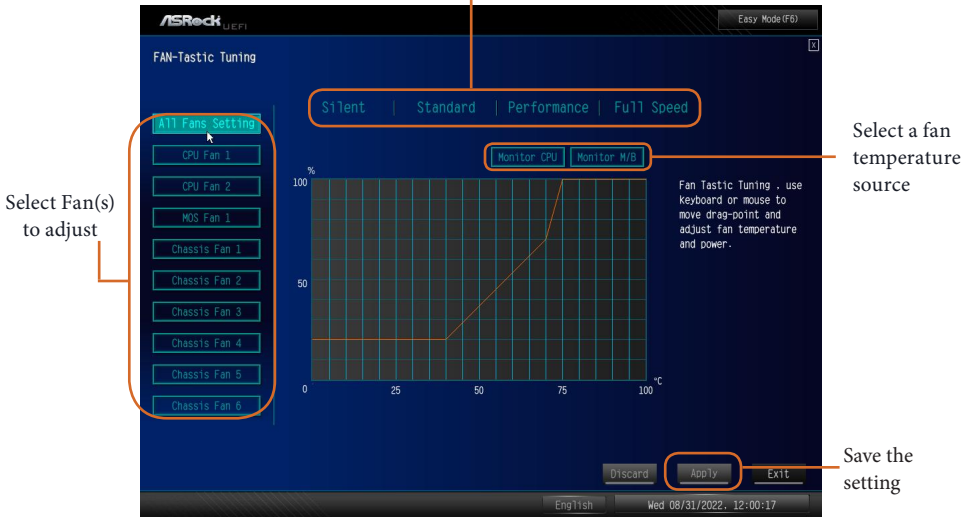 ASRock UEFI
Easy Mode(F6)
X
FAN-Tastic Tuning
Silent | Standard | Performance | Full Speed
All Fans Setting
CPU Fan 1
CPU Fan 2
MOS Fan 1
Chassis Fan 1
Chassis Fan 2
Chassis Fan 3
Chassis Fan 4
Chassis Fan 5
Chassis Fan 6
Select Fan(s)
to adjust
Monitor CPU
Monitor M/B
Select a fan
temperature
source
%
100
50
0
25
50
75
100
°C
Fan Tastic Tuning . use
keyboard or mouse to
move drag-point and
adjust fan temperature
and power.
Discard
Apply
Exit
Save the
setting
English
Wed 08/31/2022. 12:00:17